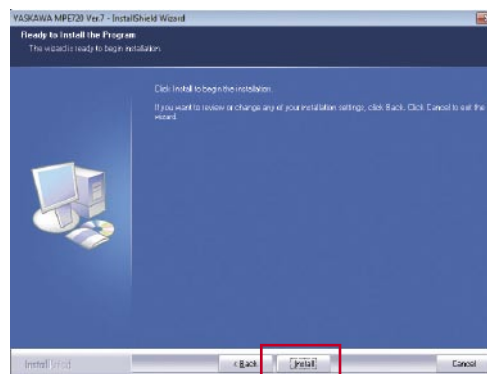 YASKAWA MPE720 Ver.7 - InstallShield Wizard
Ready to Install the Program
The wizard is ready to begin installation.
Click Install to begin the installation.
If you want to review or change any of your installation settings, click Back. Click Cancel to exit the
wizard.
InstallShield
< Back
Install
Cancel